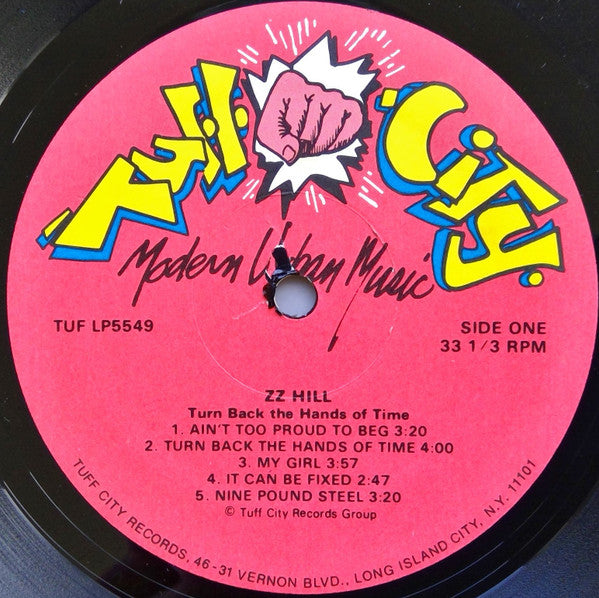 Tuff City
Modern Urban Music
TUF LP5549
SIDE ONE
33 1/3 RPM
ZZ HILL
Turn Back the Hands of Time
1. AIN'T TOO PROUD TO BEG 3:20
2. TURN BACK THE HANDS OF TIME 4:00
3. MY GIRL 3:57
4. IT CAN BE FIXED 2:47
5. NINE POUND STEEL 3:20
© Tuff City Records Group
TUFF CITY RECORDS, 46-31 VERNON BLVD., LONG ISLAND CITY, N.Y. 11101